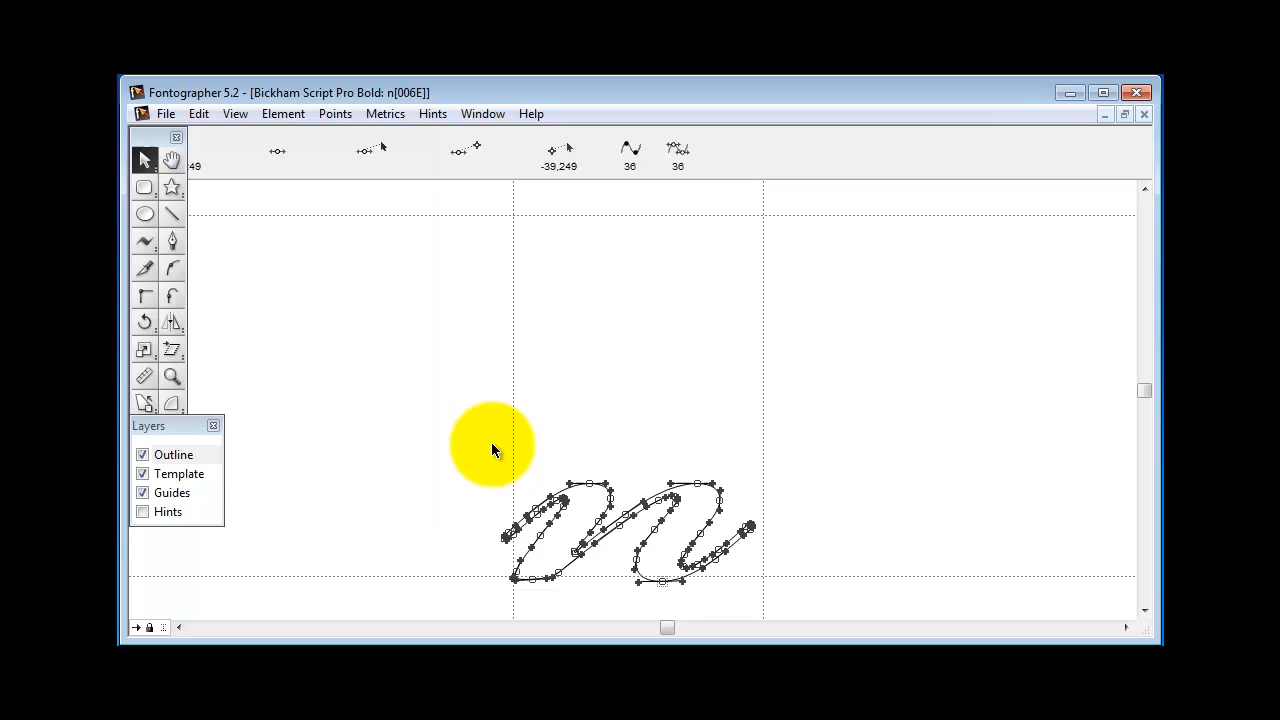 Fontographer 5.2 - [Bickham Script Pro Bold: n[006E]]
File Edit View Element Points Metrics Hints Window Help
49 -39,249 36 36
Layers
Outline
Template
Guides
Hints
n